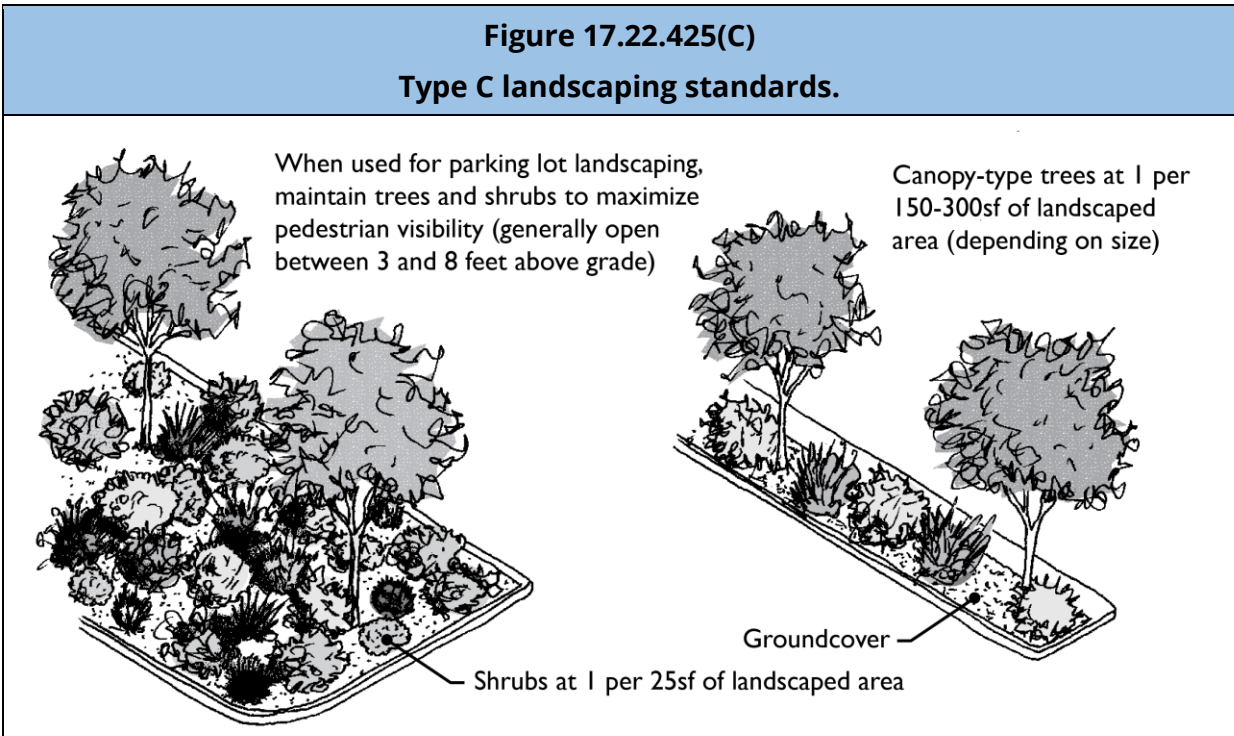 Figure 17.22.425(C)
Type C landscaping standards.
When used for parking lot landscaping,
maintain trees and shrubs to maximize
pedestrian visibility (generally open
between 3 and 8 feet above grade)
Canopy-type trees at 1 per
150-300sf of landscaped
area (depending on size)
Groundcover
Shrubs at 1 per 25sf of landscaped area